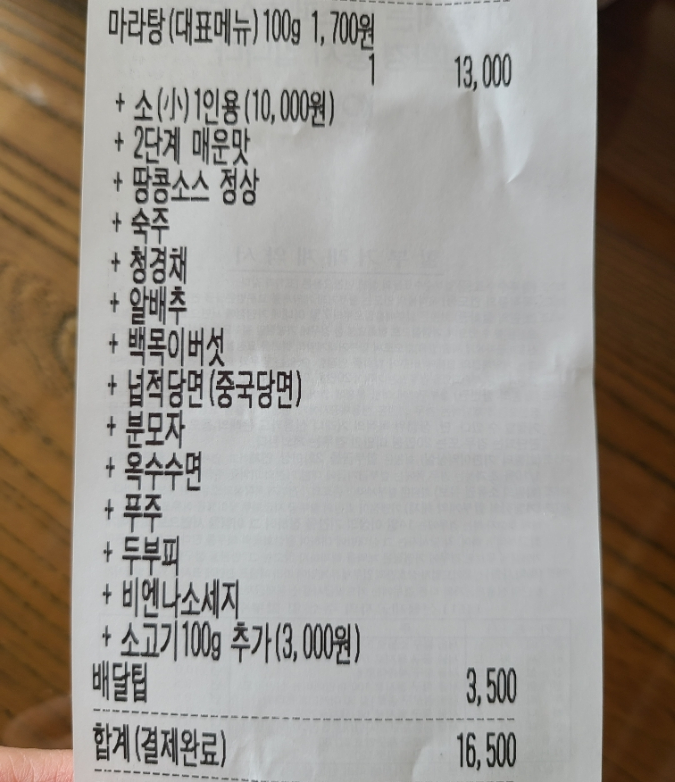 마라탕(대표메뉴)100g 1,700원
1 13,000
+ 소(小)1인용(10,000원)
+ 2단계 매운맛
+ 땅콩소스 정상
+ 숙주
+ 청경채
+ 알배추
+ 백목이버섯
+ 넙적당면(중국당면)
+ 분모자
+ 옥수수면
+ 푸주
+ 두부피
+ 비엔나소세지
+ 소고기100g 추가(3,000원)
배달팁 3,500
합계(결제완료) 16,500